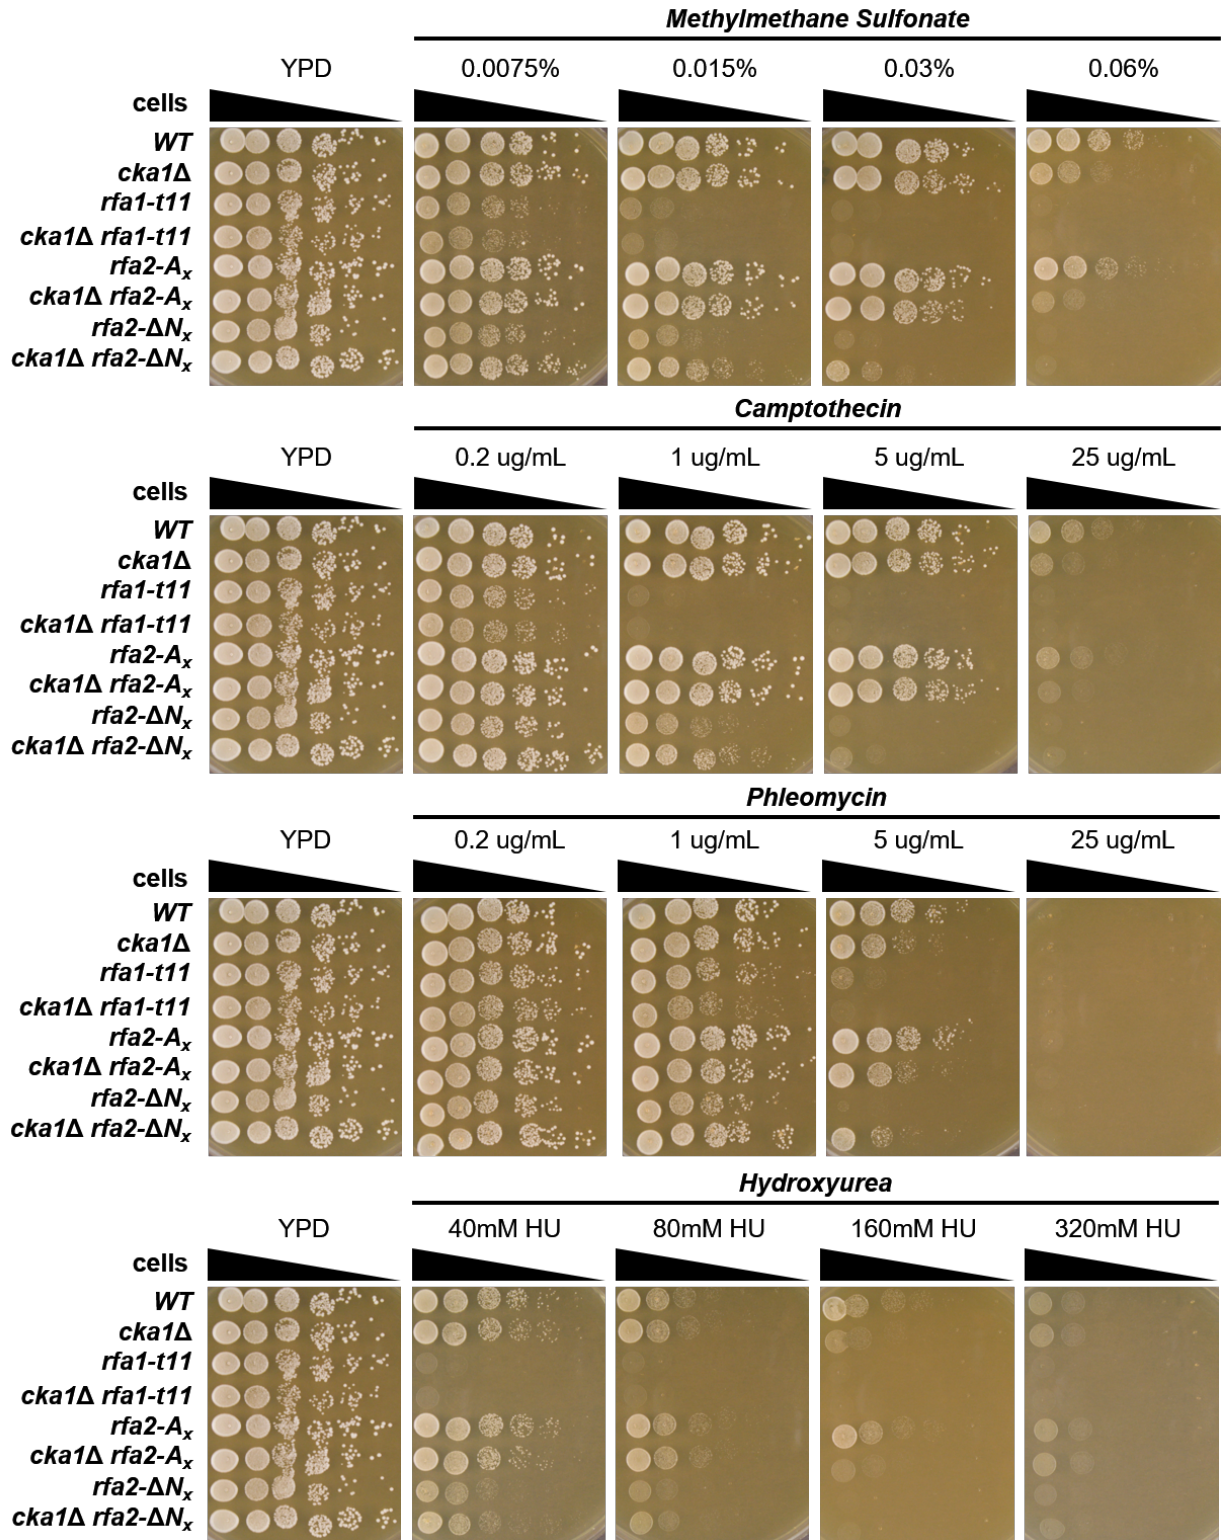 Methylmethane Sulfonate
YPD 0.0075% 0.015% 0.03% 0.06%
cells
WT
cka1Δ
rfa1-t11
cka1Δ rfa1-t11
rfa2-Ax
cka1Δ rfa2-Ax
rfa2-ΔNx
cka1Δ rfa2-ΔNx
Camptothecin
YPD 0.2 ug/mL 1 ug/mL 5 ug/mL 25 ug/mL
cells
WT
cka1Δ
rfa1-t11
cka1Δ rfa1-t11
rfa2-Ax
cka1Δ rfa2-Ax
rfa2-ΔNx
cka1Δ rfa2-ΔNx
Phleomycin
YPD 0.2 ug/mL 1 ug/mL 5 ug/mL 25 ug/mL
cells
WT
cka1Δ
rfa1-t11
cka1Δ rfa1-t11
rfa2-Ax
cka1Δ rfa2-Ax
rfa2-ΔNx
cka1Δ rfa2-ΔNx
Hydroxyurea
YPD 40mM HU 80mM HU 160mM HU 320mM HU
cells
WT
cka1Δ
rfa1-t11
cka1Δ rfa1-t11
rfa2-Ax
cka1Δ rfa2-Ax
rfa2-ΔNx
cka1Δ rfa2-ΔNx